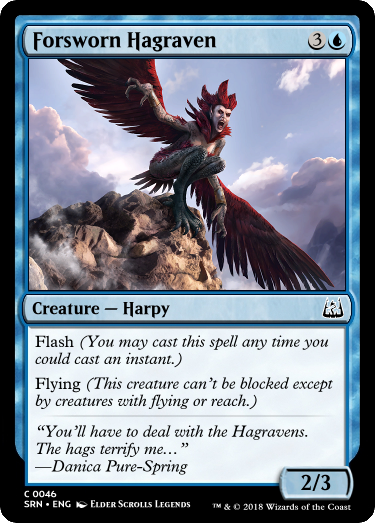 Forsworn Hagraven 3
Creature — Harpy
Flash (You may cast this spell any time you
could cast an instant.)
Flying (This creature can't be blocked except
by creatures with flying or reach.)
“You'll have to deal with the Hagravens.
The hags terrify me…”
—Danica Pure-Spring
2/3
C 0046
SRN • ENG Elder Scrolls Legends
™ & © 2018 Wizards of the Coast